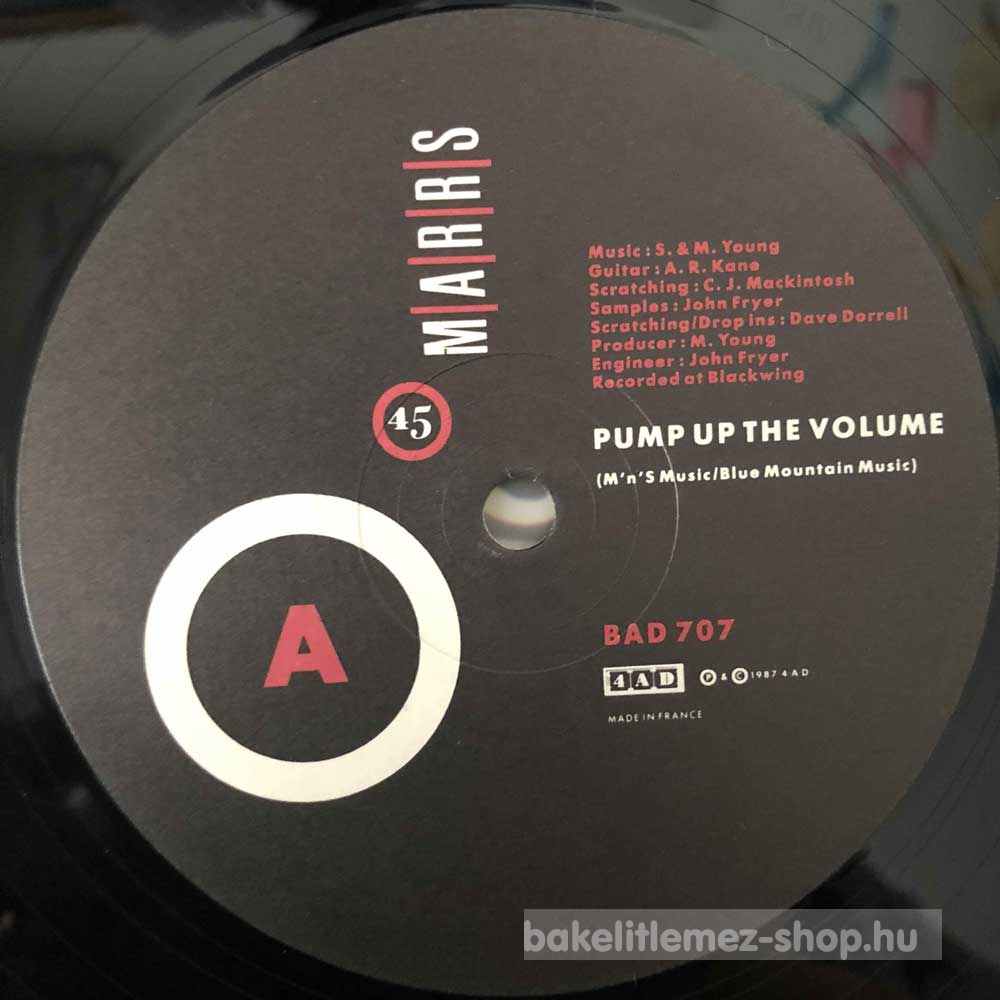 M|A|R|R|S
Music : S. & M. Young
Guitar : A. R. Kane
Scratching : C. J. Mackintosh
Samples : John Fryer
Scratching/Drop ins : Dave Dorrell
Producer : M. Young
Engineer : John Fryer
Recorded at Blackwing
45
PUMP UP THE VOLUME
(M'n'S Music/Blue Mountain Music)
A
BAD 707
4AD ℗ & © 1987 4 A D
MADE IN FRANCE
bakelitlemez-shop.hu